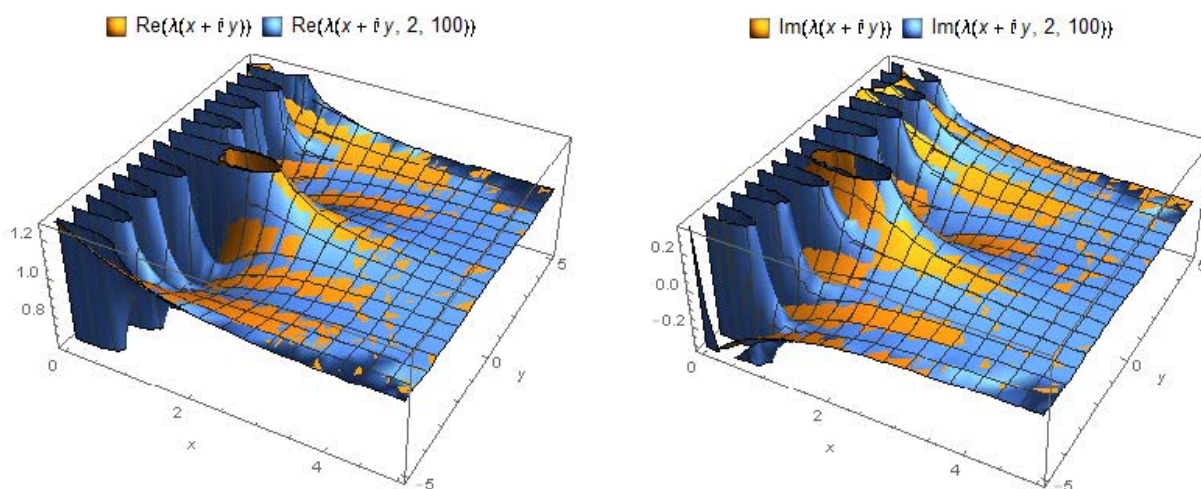 Re(λ(x + i y)) Re(λ(x + i y, 2, 100))
1.2
1.0
0.8
0
2
4
x
-5
0
5
y
Im(λ(x + i y)) Im(λ(x + i y, 2, 100))
0.2
0.0
-0.2
0
2
4
x
-5
0
y